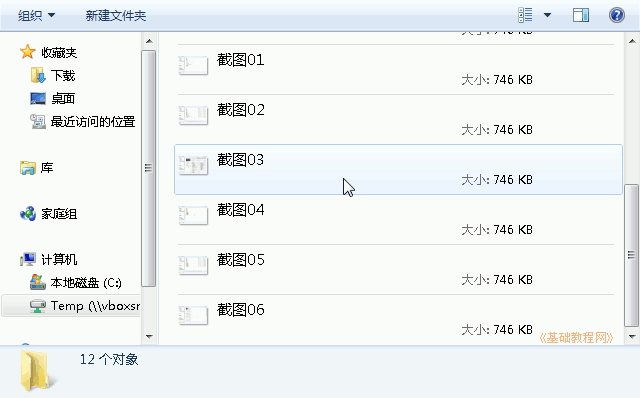 组织 新建文件夹
收藏夹
下载
桌面
最近访问的位置
库
家庭组
计算机
本地磁盘 (C:)
Temp (\\vboxsr
截图01
大小: 746 KB
截图02
大小: 746 KB
截图03
大小: 746 KB
截图04
大小: 746 KB
截图05
大小: 746 KB
截图06
大小: 746 KB
《基础教程网》
12 个对象